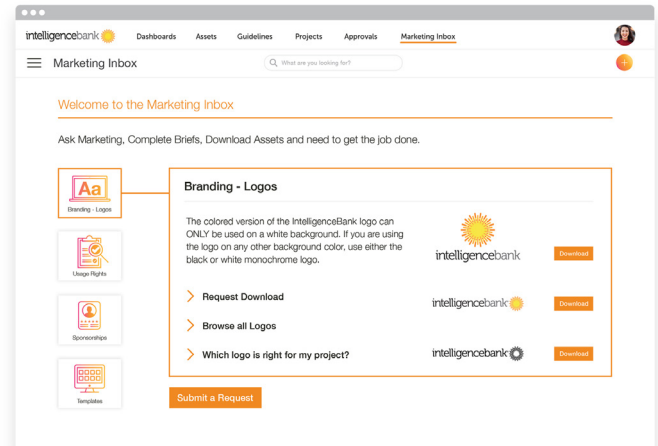 intelligencebank
Dashboards
Assets
Guidelines
Projects
Approvals
Marketing Inbox
Marketing Inbox
What are you looking for?
Welcome to the Marketing Inbox
Ask Marketing, Complete Briefs, Download Assets and need to get the job done.
Aa
Branding - Logos
Usage Rights
Sponsorships
Templates
Branding - Logos
The colored version of the IntelligenceBank logo can
ONLY be used on a white background. If you are using
the logo on any other background color, use either the
black or white monochrome logo.
Request Download
Browse all Logos
Which logo is right for my project?
intelligencebank
Download
intelligencebank
Download
intelligencebank
Download
Submit a Request